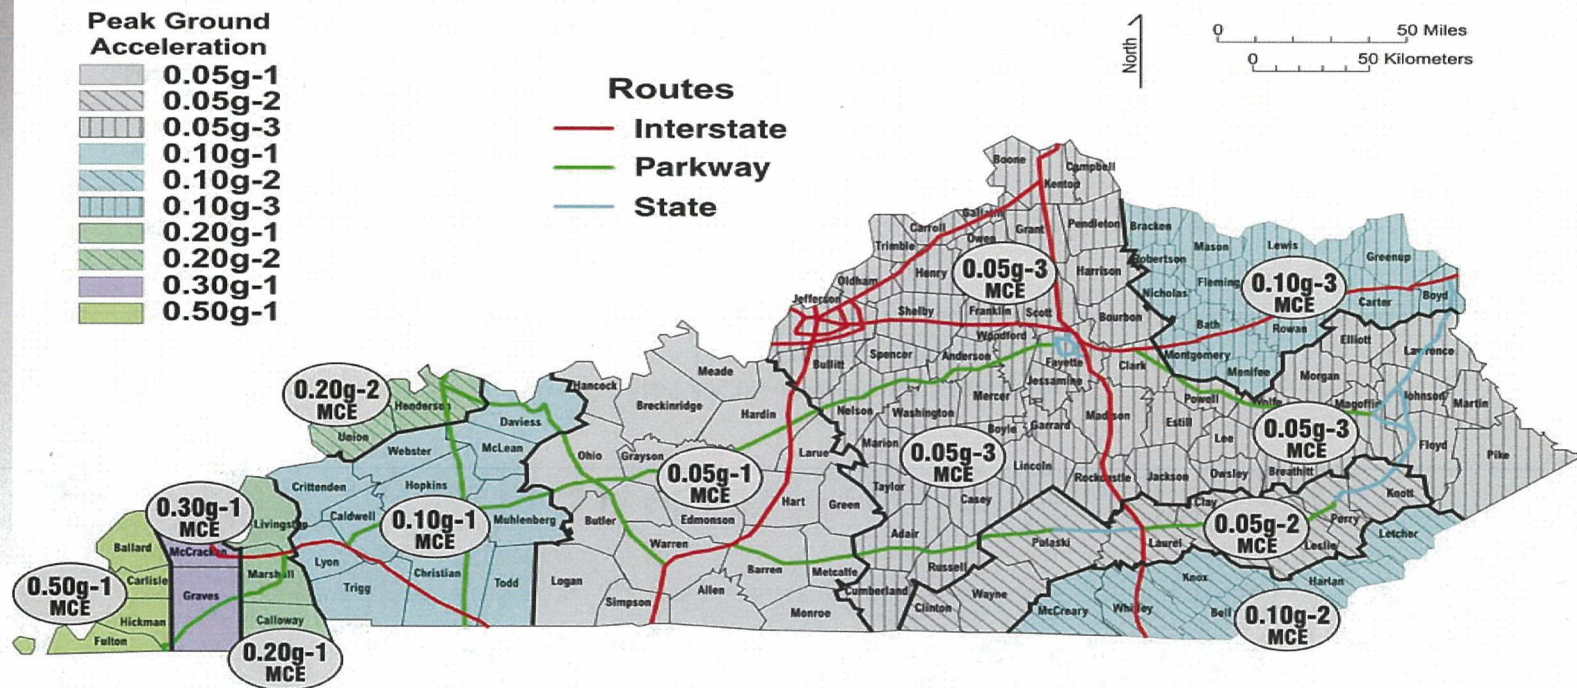 Peak Ground
Acceleration
0.05g-1
0.05g-2
0.05g-3
0.10g-1
0.10g-2
0.10g-3
0.20g-1
0.20g-2
0.30g-1
0.50g-1
Routes
Interstate
Parkway
State
North
0 50 Miles
0 50 Kilometers
Boone
Campbell
Kenton
Gallatin
Carroll
Owen
Grant
Pendleton
Bracken
Mason
Lewis
Greenup
Trimble
Henry
0.05g-3
MCE
Harrison
Robertson
Fleming
0.10g-3
MCE
Carter
Boyd
Oldham
Nicholas
Jefferson
Shelby
Franklin
Scott
Bourbon
Bath
Rowan
Woodford
Elliott
Lawrence
Bullitt
Spencer
Anderson
Fayette
Clark
Montgomery
Menifee
Morgan
Jessamine
Meade
Hancock
Breckinridge
Hardin
Nelson
Washington
Mercer
Madison
Powell
Wolfe
Magoffin
Johnson
Martin
0.20g-2
MCE
Henderson
Union
Daviess
Webster
McLean
Ohio
Grayson
Larue
Marion
Boyle
Garrard
Estill
Lee
0.05g-3
MCE
Floyd
Pike
0.05g-1
MCE
0.05g-3
MCE
Lincoln
Rockcastle
Jackson
Owsley
Breathitt
Knott
Crittenden
Hopkins
Taylor
Casey
Clay
Perry
0.30g-1
MCE
Livingston
Caldwell
0.10g-1
MCE
Muhlenberg
Butler
Edmonson
Hart
Green
Adair
Pulaski
Laurel
0.05g-2
MCE
Leslie
Letcher
Ballard
McCracken
Marshall
Lyon
Trigg
Christian
Todd
Logan
Warren
Barren
Metcalfe
Russell
Knox
Harlan
0.50g-1
MCE
Carlisle
Graves
Simpson
Allen
Monroe
Cumberland
Clinton
Wayne
McCreary
Whitley
Bell
0.10g-2
MCE
Hickman
Fulton
Calloway
0.20g-1
MCE